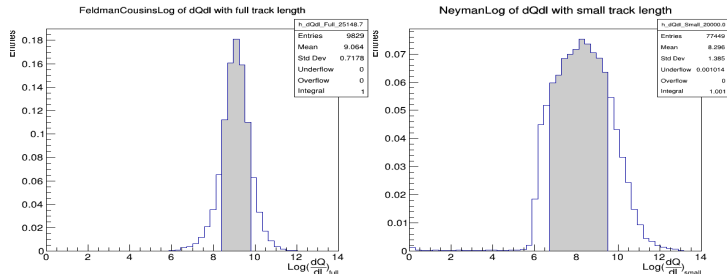 FeldmanCousinsLog of dQdl with full track length
h_dQdl_Full_25148.7
Entries 9829
Mean 9.064
Std Dev 0.7178
Underflow 0
Overflow 0
Integral 1
Entries
0.18
0.16
0.14
0.12
0.1
0.08
0.06
0.04
0.02
0
0 2 4 6 8 10 12 14
Log(dQ/dl)full
NeymanLog of dQdl with small track length
h_dQdl_Small_20000.0
Entries 77449
Mean 8.296
Std Dev 1.385
Underflow 0.001014
Overflow 0
Integral 1.001
Entries
0.07
0.06
0.05
0.04
0.03
0.02
0.01
0
0 2 4 6 8 10 12 14
Log(dQ/dl)small